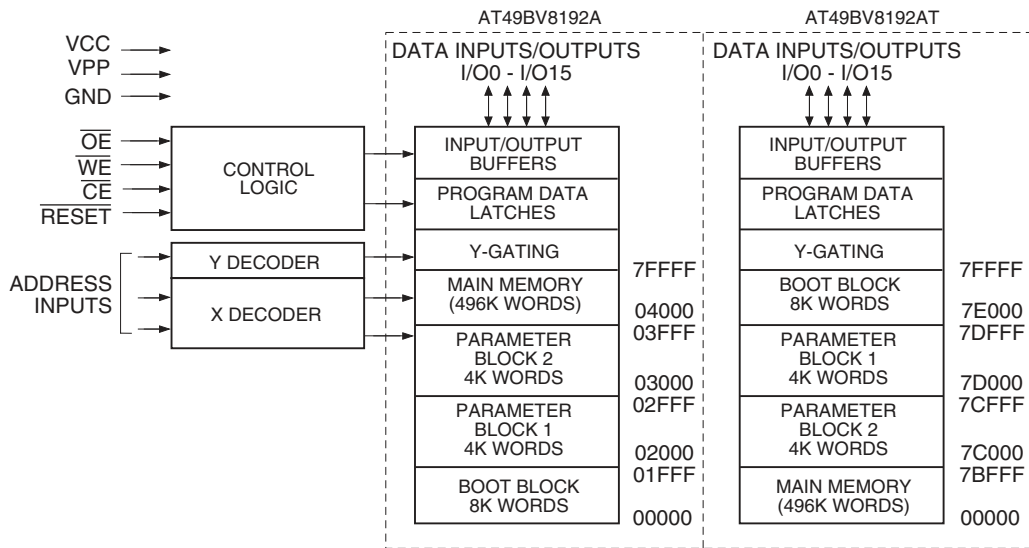 AT49BV8192A
AT49BV8192AT
VCC
VPP
GND
OE
WE
CE
RESET
ADDRESS
INPUTS
CONTROL
LOGIC
Y DECODER
X DECODER
DATA INPUTS/OUTPUTS
I/O0 - I/O15
INPUT/OUTPUT
BUFFERS
PROGRAM DATA
LATCHES
Y-GATING
MAIN MEMORY
(496K WORDS)
PARAMETER
BLOCK 2
4K WORDS
PARAMETER
BLOCK 1
4K WORDS
BOOT BLOCK
8K WORDS
7FFFF
04000
03FFF
03000
02FFF
02000
01FFF
00000
DATA INPUTS/OUTPUTS
I/O0 - I/O15
INPUT/OUTPUT
BUFFERS
PROGRAM DATA
LATCHES
Y-GATING
BOOT BLOCK
8K WORDS
PARAMETER
BLOCK 1
4K WORDS
PARAMETER
BLOCK 2
4K WORDS
MAIN MEMORY
(496K WORDS)
7FFFF
7E000
7DFFF
7D000
7CFFF
7C000
7BFFF
00000